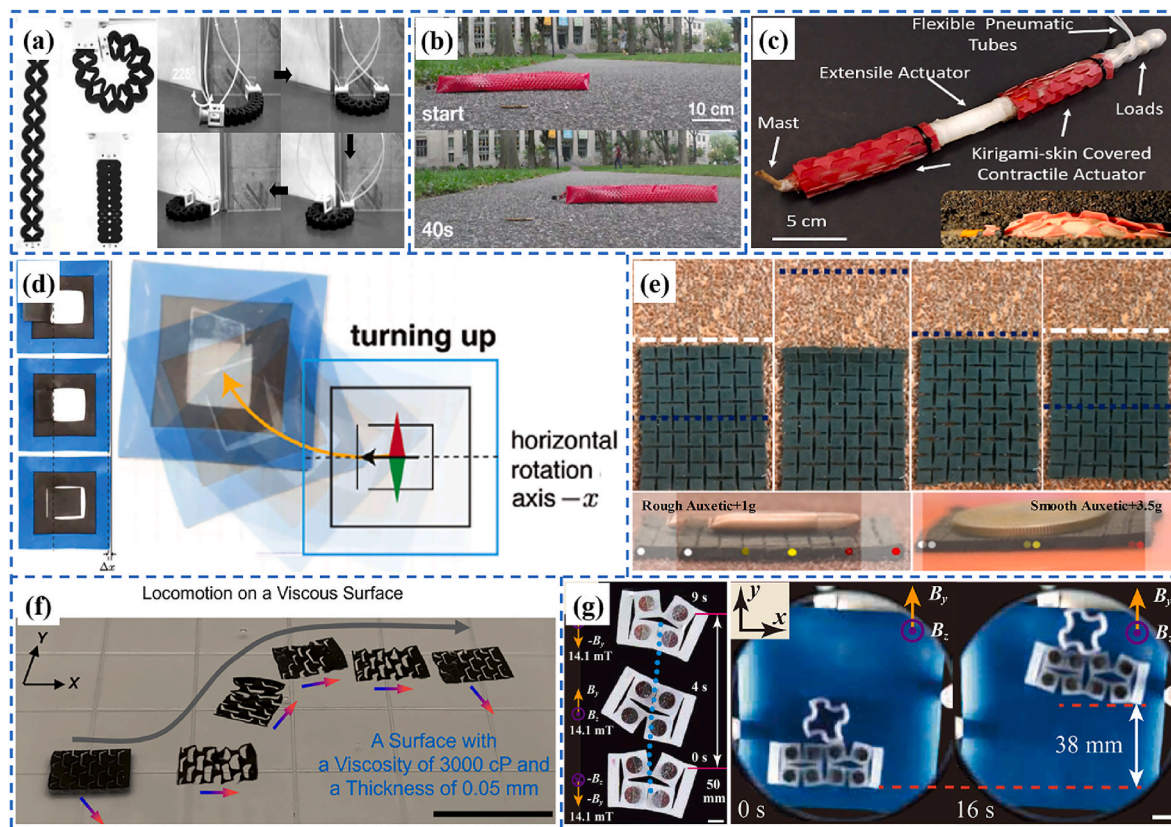 (a)
225°
(b)
start
10 cm
40s
(c)
Flexible Pneumatic
Tubes
Extensile Actuator
Loads
Mast
Kirigami-skin Covered
Contractile Actuator
5 cm
(d)
turning up
horizontal
rotation
axis −x
Δx
(e)
Rough Auxetic+1g
Smooth Auxetic+3.5g
(f)
Locomotion on a Viscous Surface
Y
X
A Surface with
a Viscosity of 3000 cP and
a Thickness of 0.05 mm
(g)
9 s
-By
14.1 mT
4 s
By
Bz
14.1 mT
0 s
-Bz
-By
14.1 mT
50
mm
y
x
By
Bz
0 s
By
Bz
38 mm
16 s